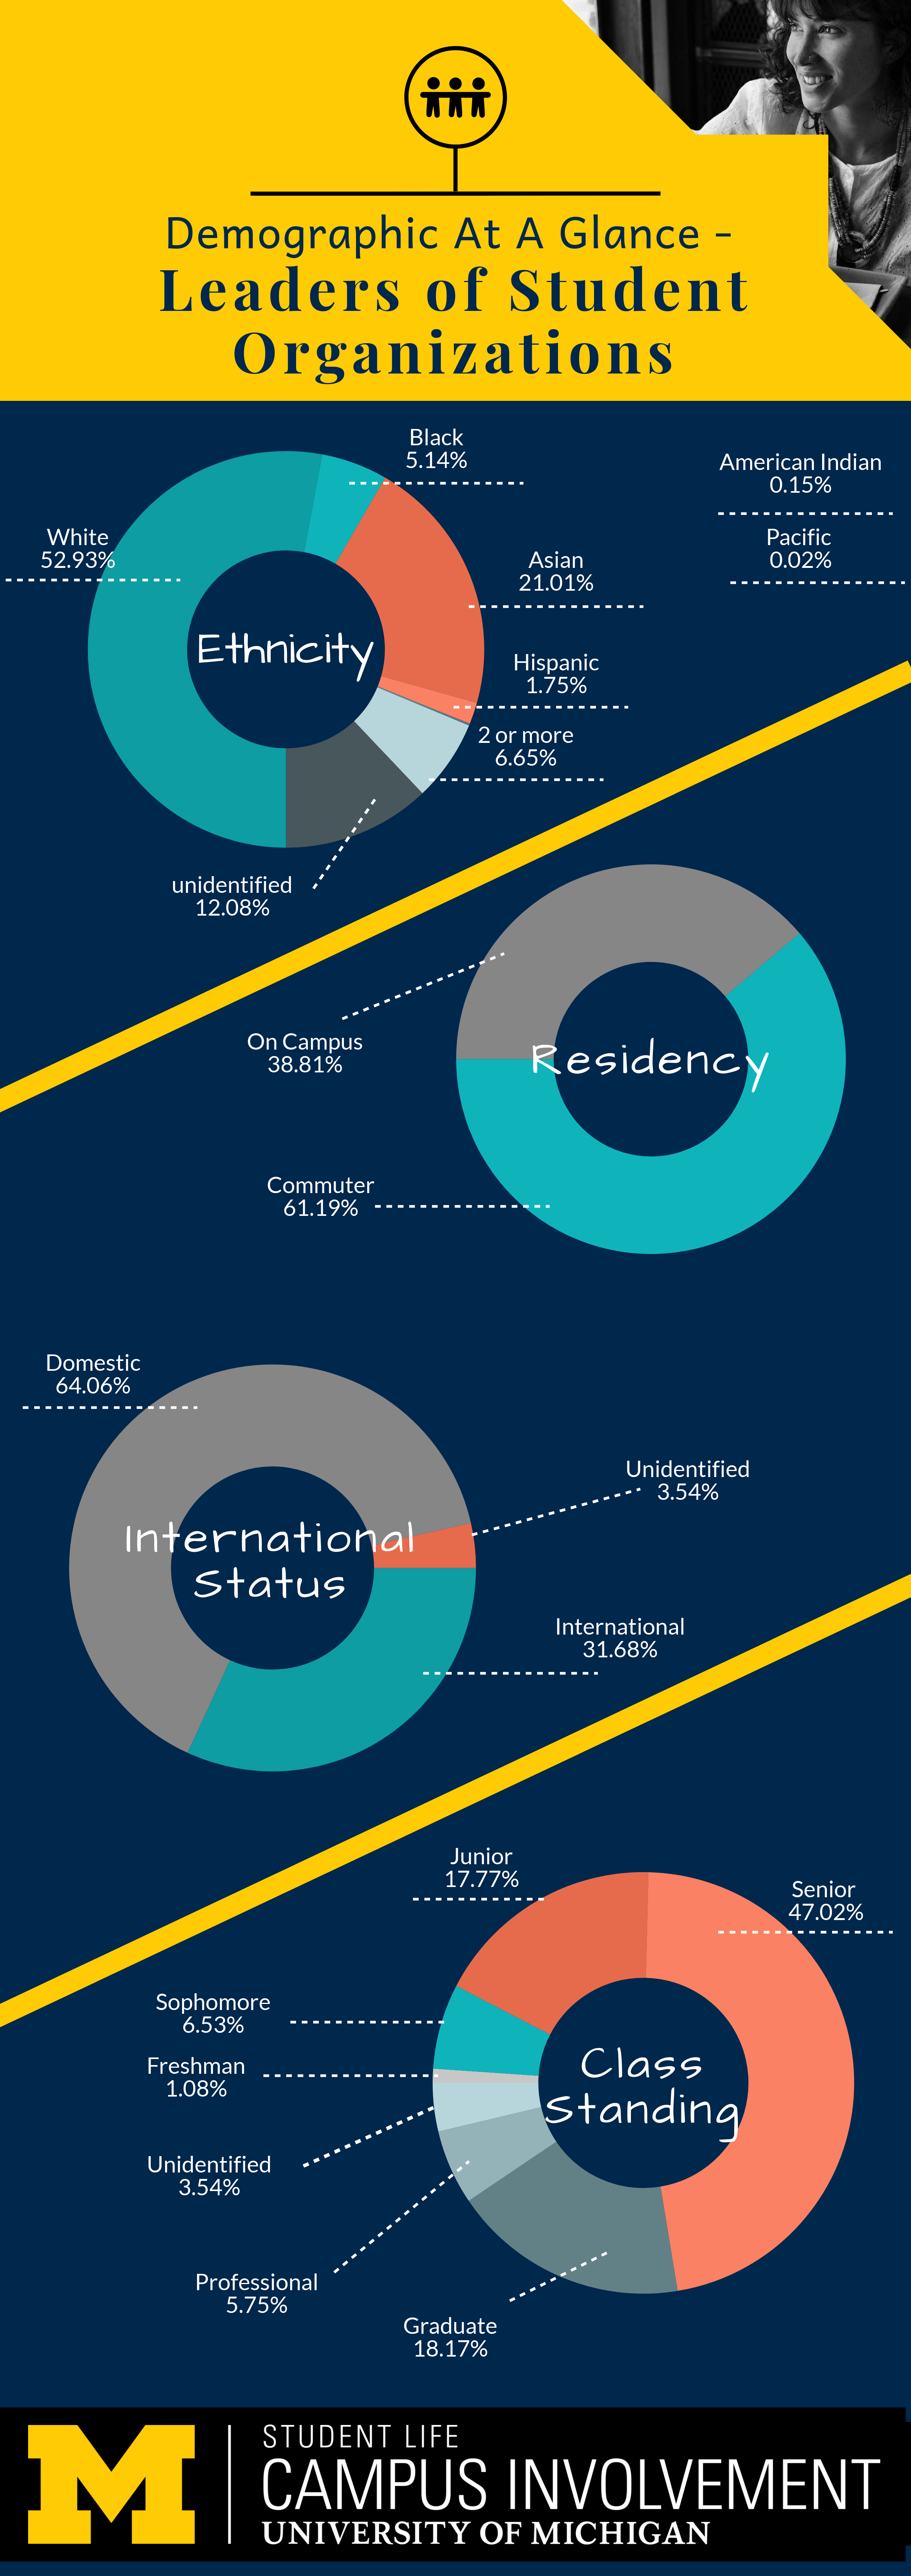 Demographic At A Glance -
Leaders of Student
Organizations
Black
5.14%
American Indian
0.15%
White
52.93%
Pacific
0.02%
Asian
21.01%
Ethnicity
Hispanic
1.75%
2 or more
6.65%
unidentified
12.08%
On Campus
38.81%
Residency
Commuter
61.19%
Domestic
64.06%
Unidentified
3.54%
International
Status
International
31.68%
Junior
17.77%
Senior
47.02%
Sophomore
6.53%
Freshman
1.08%
Class
Standing
Unidentified
3.54%
Professional
5.75%
Graduate
18.17%
M
STUDENT LIFE
CAMPUS INVOLVEMENT
UNIVERSITY OF MICHIGAN